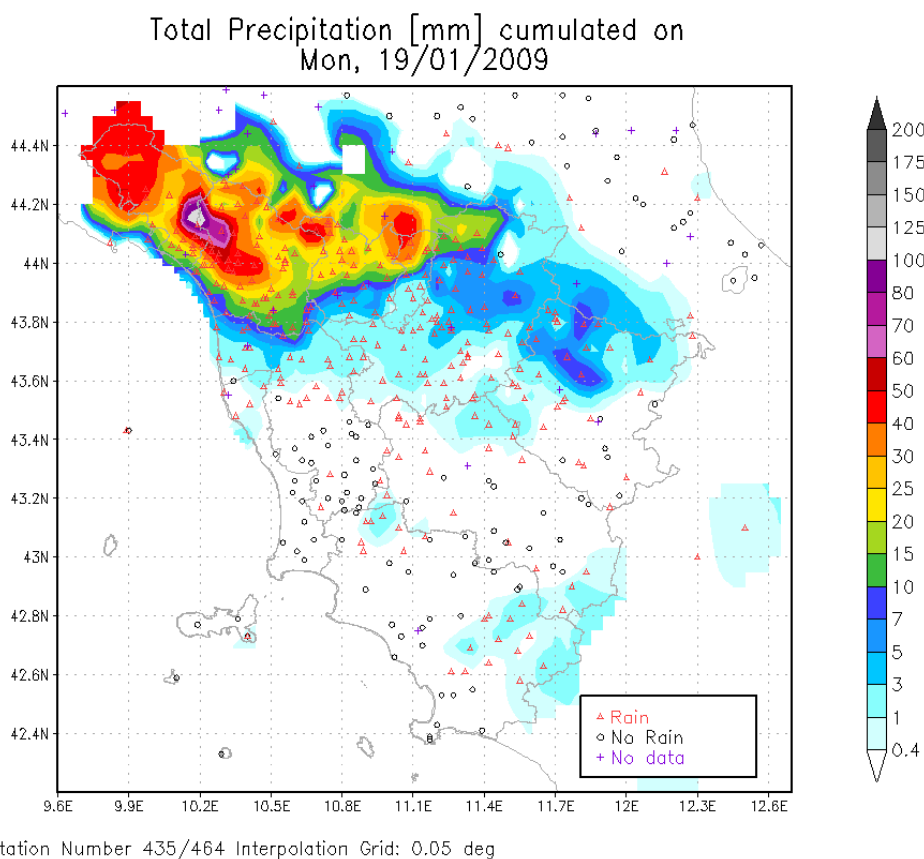 Total Precipitation [mm] cumulated on
Mon, 19/01/2009
44.4N
44.2N
44N
43.8N
43.6N
43.4N
43.2N
43N
42.8N
42.6N
42.4N
9.6E 9.9E 10.2E 10.5E 10.8E 11.1E 11.4E 11.7E 12E 12.3E 12.6E
Rain
No Rain
No data
200
175
150
125
100
80
70
60
50
40
30
25
20
15
10
7
5
3
1
0.4
tation Number 435/464 Interpolation Grid: 0.05 deg